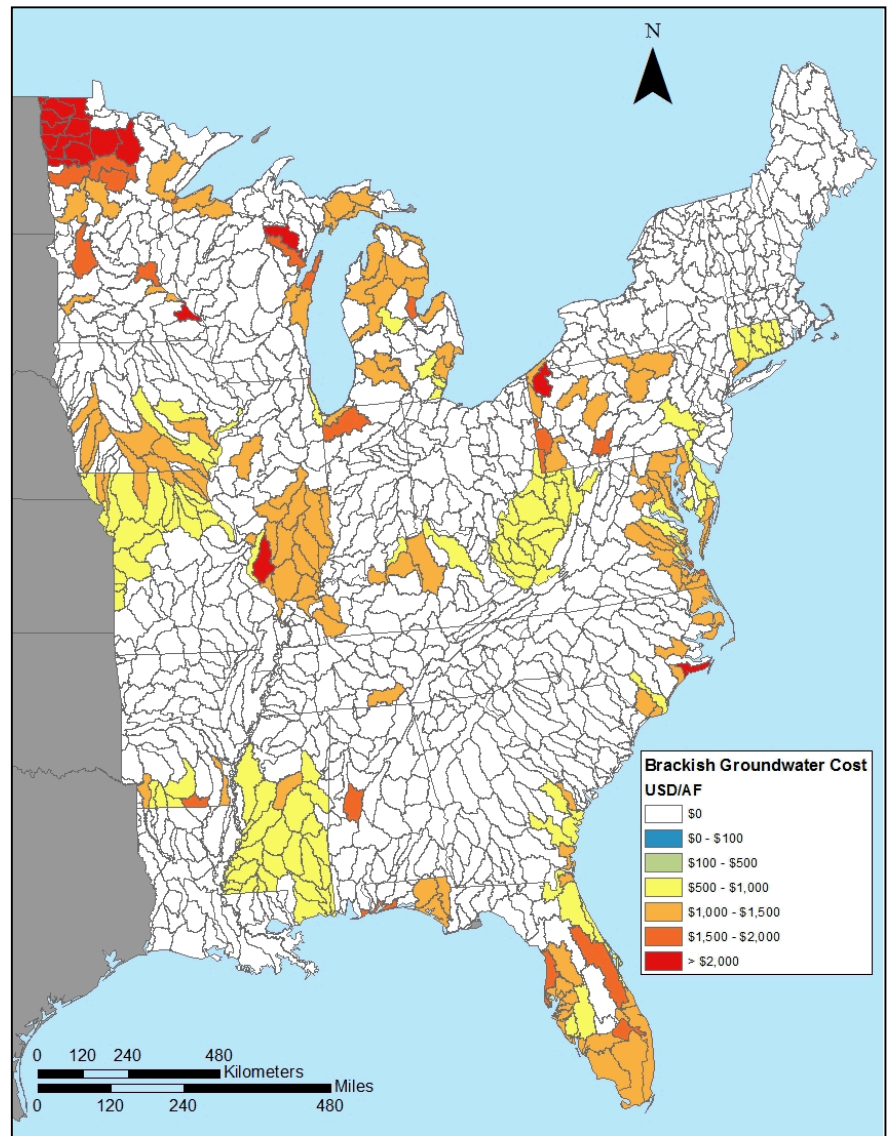 N
Brackish Groundwater Cost
USD/AF
$0
$0 - $100
$100 - $500
$500 - $1,000
$1,000 - $1,500
$1,500 - $2,000
> $2,000
0 120 240 480
Kilometers
Miles
0 120 240 480